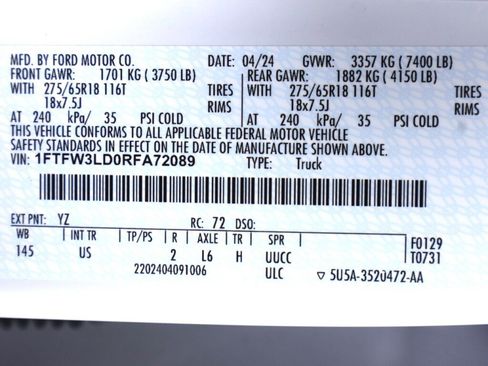 MFD. BY FORD MOTOR CO. DATE: 04/24 GVWR: 3357 KG ( 7400 LB)
FRONT GAWR: 1701 KG ( 3750 LB) REAR GAWR: 1882 KG ( 4150 LB)
WITH 275/65R18 116T TIRES WITH 275/65R18 116T TIRES
18x7.5J RIMS 18x7.5J RIMS
AT 240 kPa/ 35 PSI COLD AT 240 kPa/ 35 PSI COLD
THIS VEHICLE CONFORMS TO ALL APPLICABLE FEDERAL MOTOR VEHICLE
SAFETY STANDARDS IN EFFECT ON THE DATE OF MANUFACTURE SHOWN ABOVE.
VIN: 1FTFW3LD0RFA72089 TYPE: Truck
EXT PNT: YZ RC: 72 DSO:
WB INT TR TP/PS R AXLE TR SPR F0129
145 US 2 L6 H UUCC T0731
2202404091006 ULC ▽ 5U5A-3520472-AA